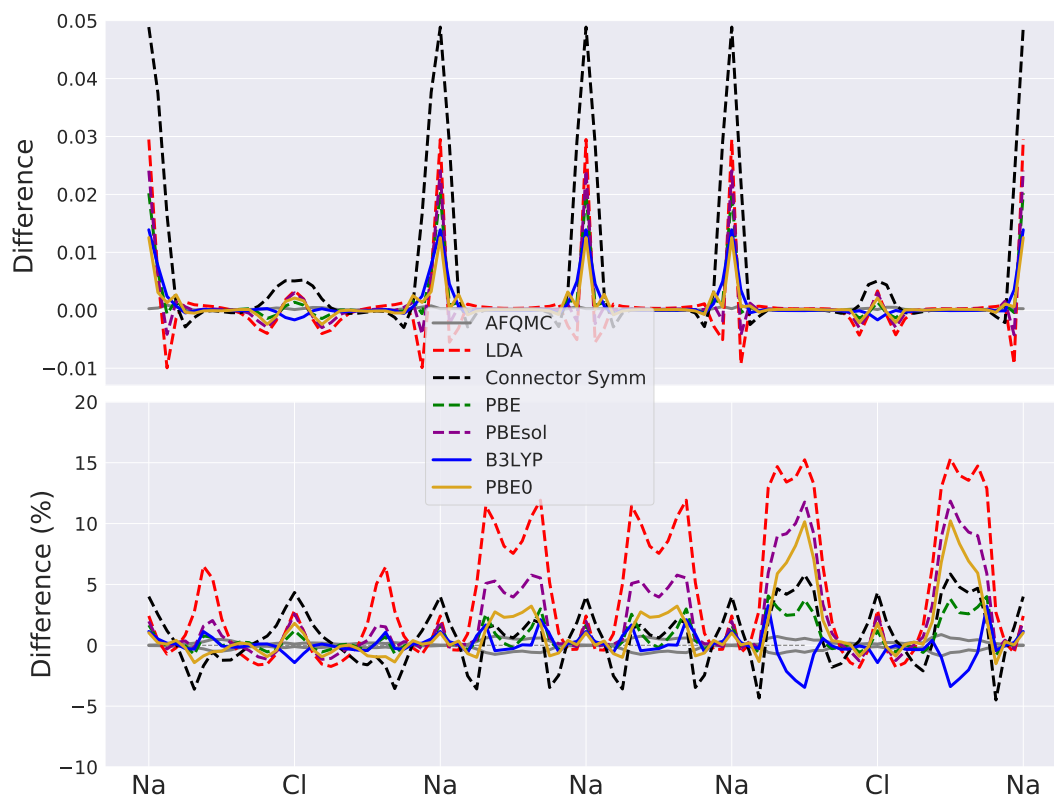 0.05
0.04
0.03
0.02
0.01
0.00
−0.01
Difference
AFQMC
LDA
Connector Symm
PBE
PBEsol
B3LYP
PBE0
20
15
10
5
0
−5
−10
Difference (%)
Na Cl Na Na Na Cl Na